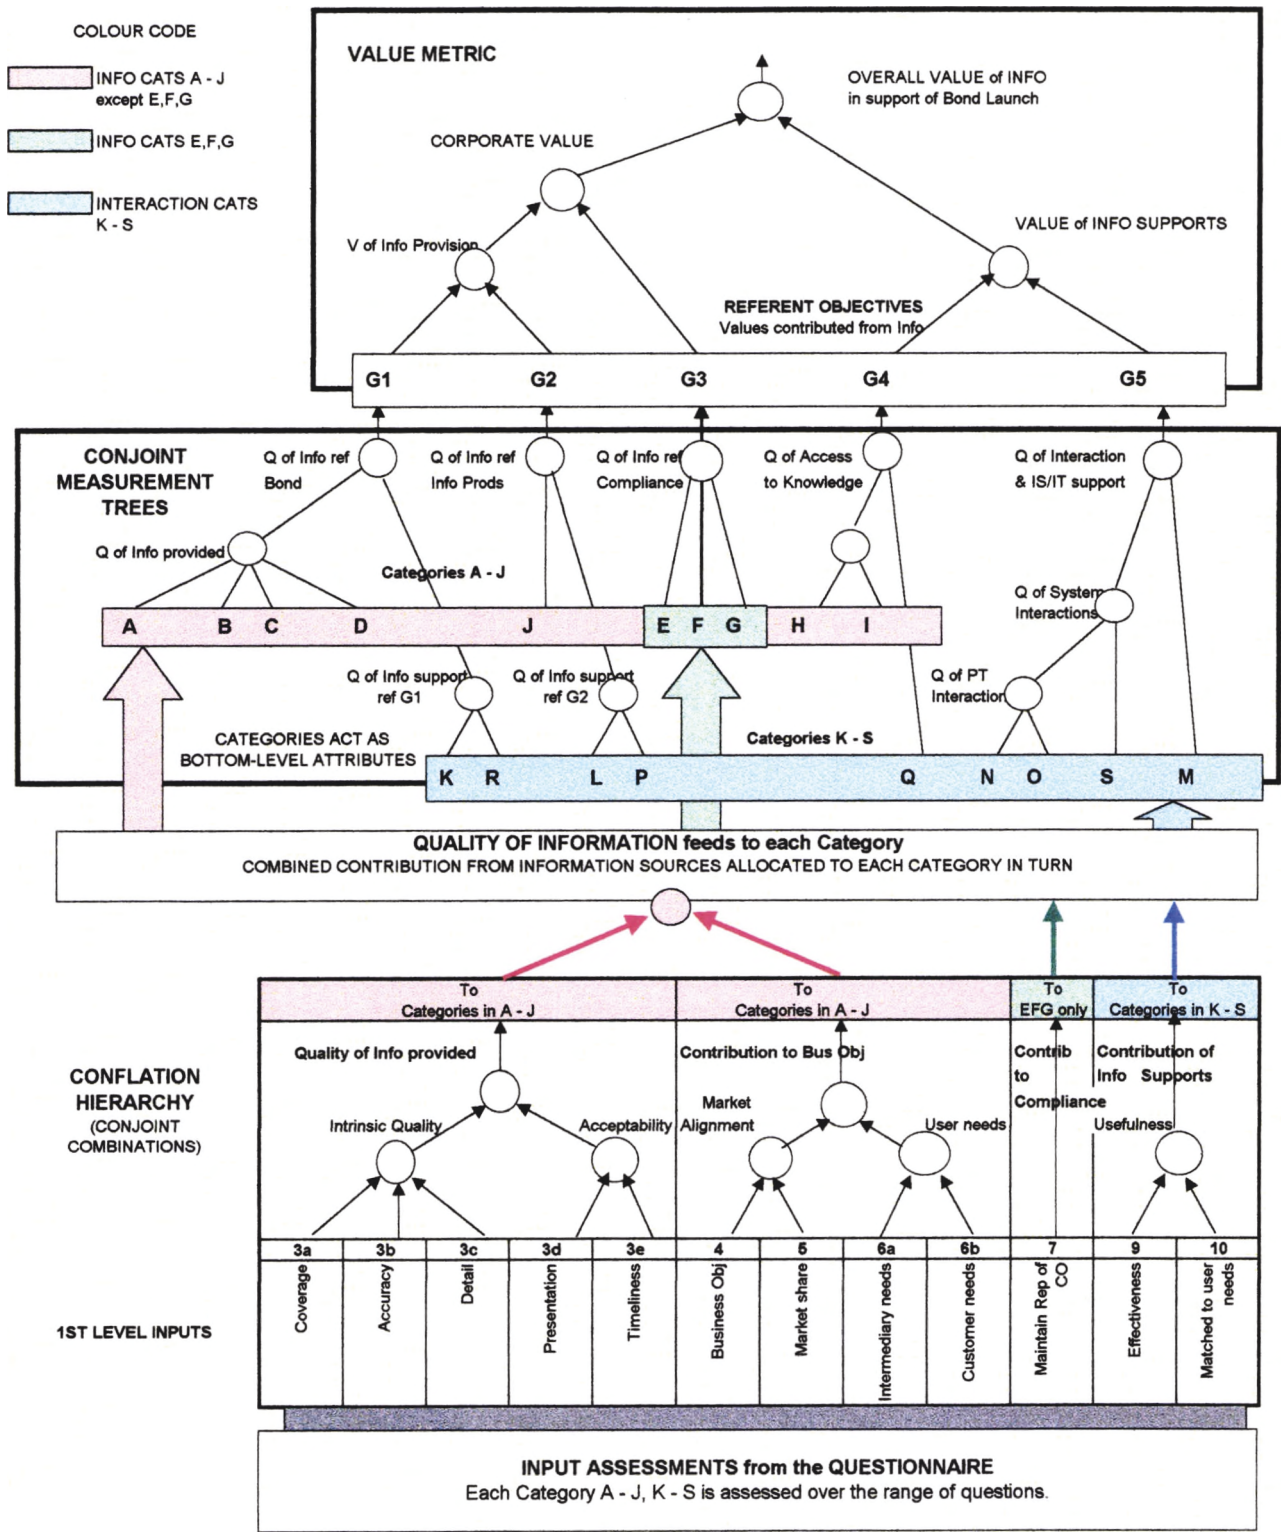 COLOUR CODE
INFO CATS A - J
except E,F,G
INFO CATS E,F,G
INTERACTION CATS
K - S
VALUE METRIC
OVERALL VALUE of INFO
in support of Bond Launch
CORPORATE VALUE
VALUE of INFO SUPPORTS
V of Info Provision
REFERENT OBJECTIVES
Values contributed from Info
G1 G2 G3 G4 G5
CONJOINT
MEASUREMENT
TREES
Q of Info ref
Bond
Q of Info ref
Info Prods
Q of Info ref
Compliance
Q of Access
to Knowledge
Q of Interaction
& IS/IT support
Q of Info provided
Categories A - J
Q of System
Interactions
A B C D J E F G H I
Q of Info support
ref G1
Q of Info support
ref G2
Q of PT
Interaction
CATEGORIES ACT AS
BOTTOM-LEVEL ATTRIBUTES
Categories K - S
K R L P Q N O S M
QUALITY OF INFORMATION feeds to each Category
COMBINED CONTRIBUTION FROM INFORMATION SOURCES ALLOCATED TO EACH CATEGORY IN TURN
To
Categories in A - J
To
Categories in A - J
To
EFG only
To
Categories in K - S
CONFLATION
HIERARCHY
(CONJOINT
COMBINATIONS)
Quality of Info provided
Contribution to Bus Obj
Contrib
to
Compliance
Contribution of
Info Supports
Intrinsic Quality
Acceptability
Market
Alignment
User needs
Usefulness
3a 3b 3c 3d 3e 4 5 6a 6b 7 9 10
1ST LEVEL INPUTS
Coverage
Accuracy
Detail
Presentation
Timeliness
Business Obj
Market share
Intermediary needs
Customer needs
Maintain Rep of
CO
Effectiveness
Matched to user
needs
INPUT ASSESSMENTS from the QUESTIONNAIRE
Each Category A - J, K - S is assessed over the range of questions.